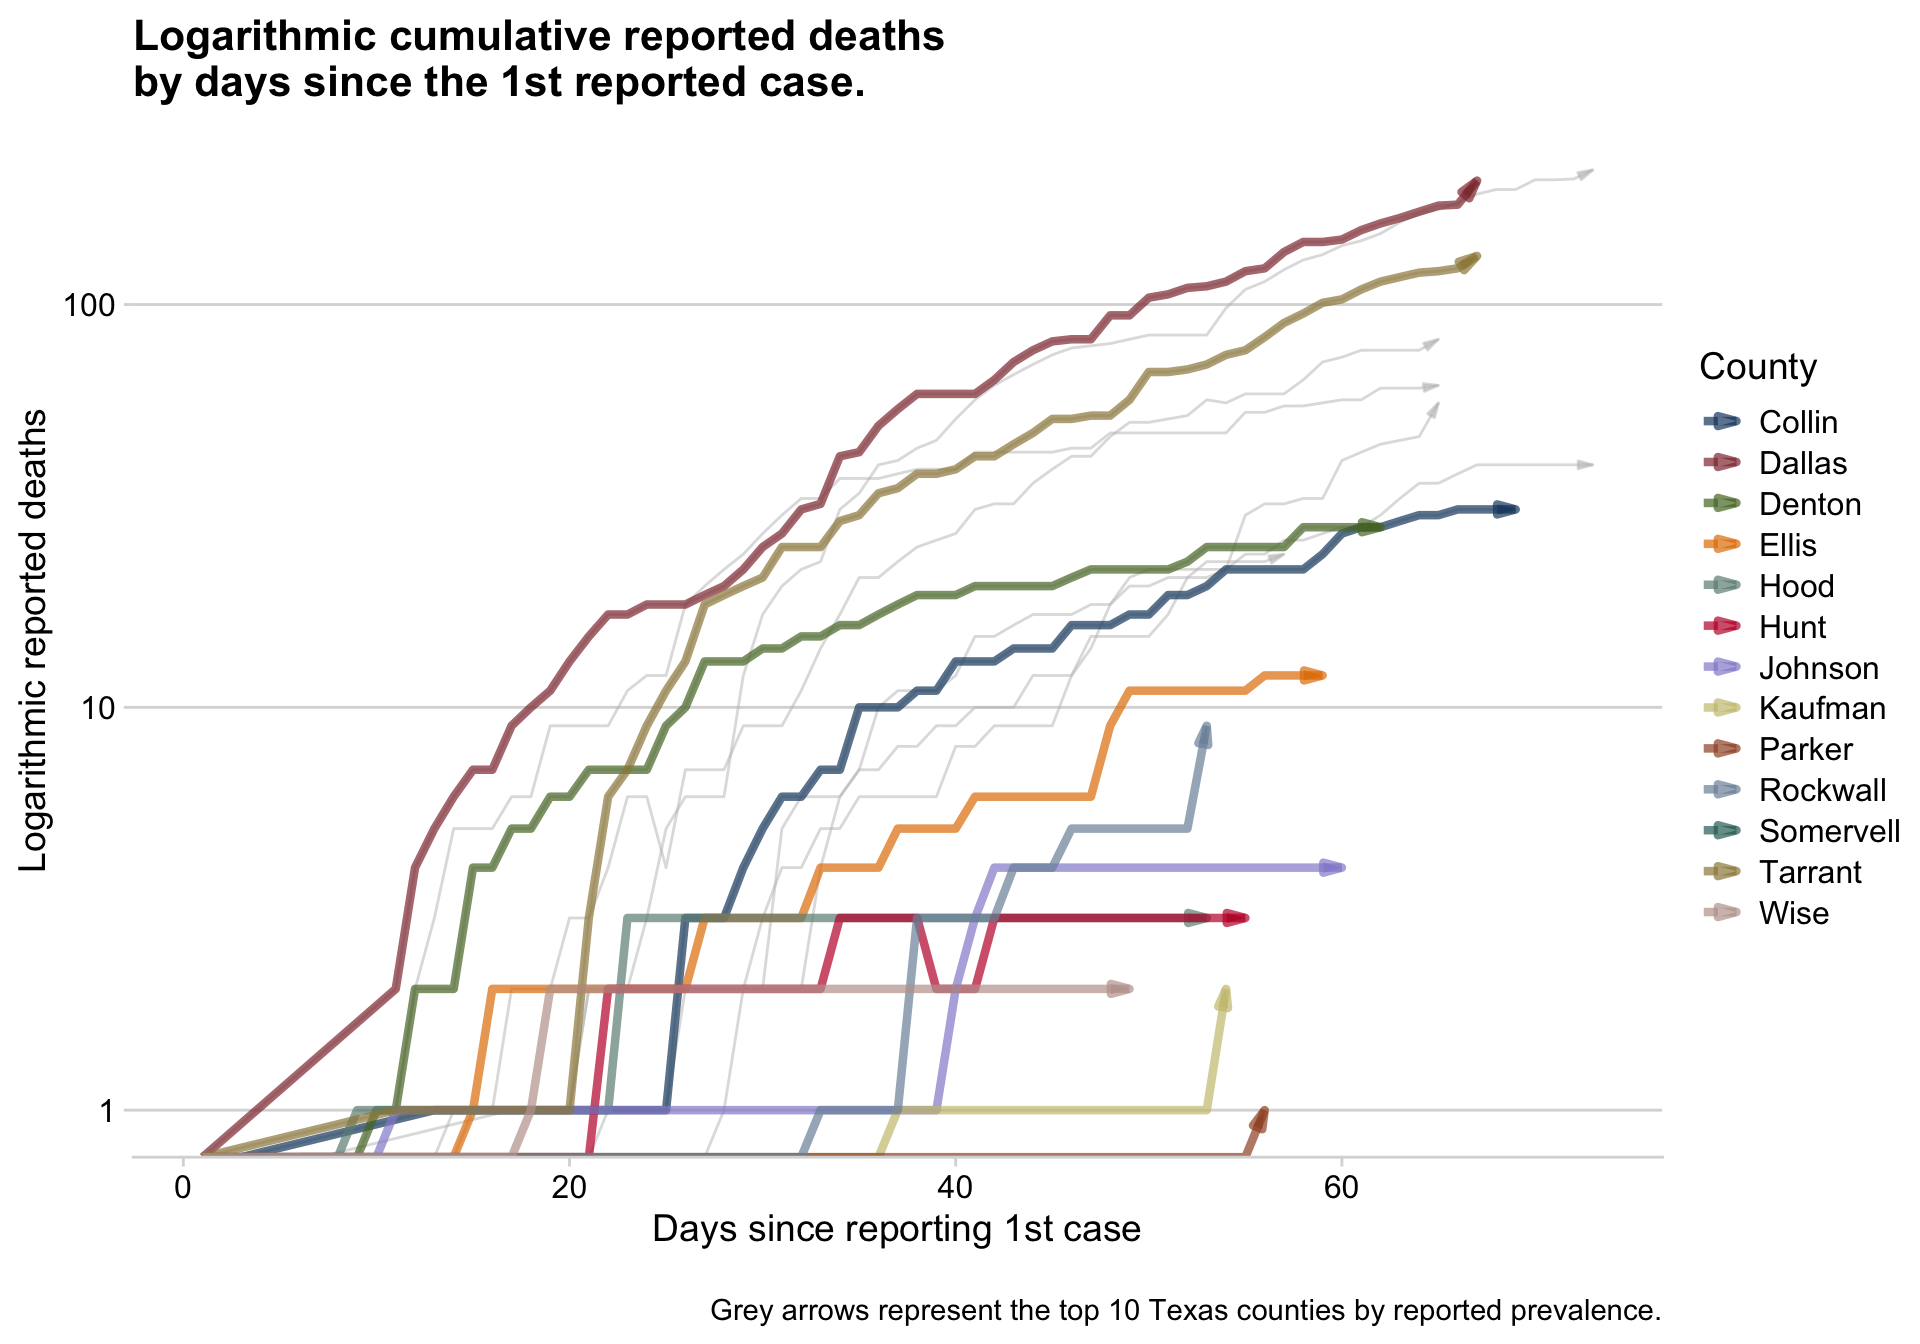 Logarithmic cumulative reported deaths
by days since the 1st reported case.
Logarithmic reported deaths
100
10
1
0 20 40 60
Days since reporting 1st case
County
Collin
Dallas
Denton
Ellis
Hood
Hunt
Johnson
Kaufman
Parker
Rockwall
Somervell
Tarrant
Wise
Grey arrows represent the top 10 Texas counties by reported prevalence.